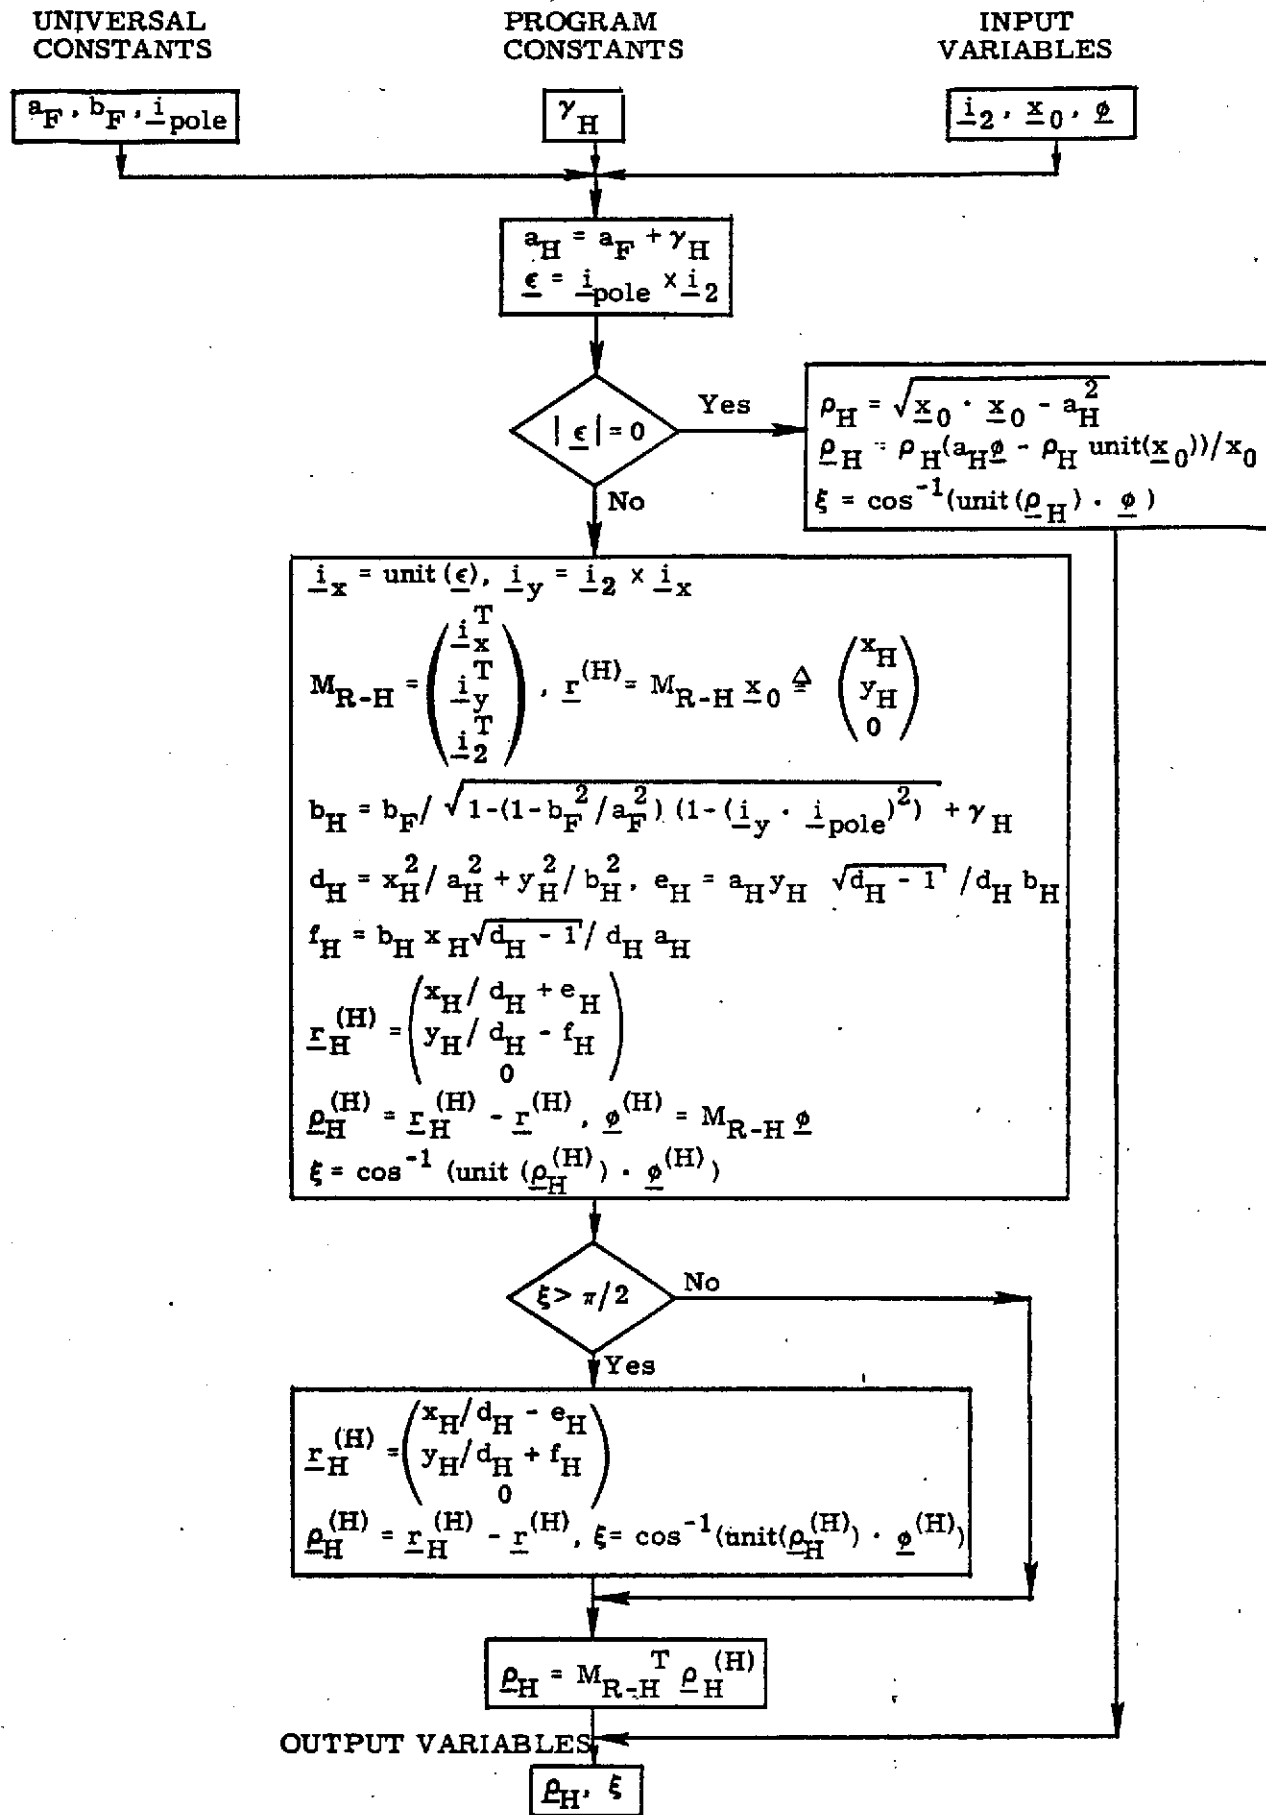 UNIVERSAL CONSTANTS
PROGRAM CONSTANTS
INPUT VARIABLES
a_F, b_F, i_pole
γ_H
i_2, x_0, φ
a_H = a_F + γ_H
ε = i_pole × i_2
| ε | = 0
Yes
ρ_H = √(x_0 · x_0 - a_H^2)
ρ_H = ρ_H(a_H φ - ρ_H unit(x_0))/x_0
ξ = cos^-1(unit(ρ_H) · φ)
No
i_x = unit(ε), i_y = i_2 × i_x
M_R-H = (i_x^T i_y^T i_2^T), r^(H) = M_R-H x_0 ≜ (x_H y_H 0)
b_H = b_F / √(1-(1-b_F^2/a_F^2) (1-(i_y · i_pole)^2)) + γ_H
d_H = x_H^2/a_H^2 + y_H^2/b_H^2, e_H = a_H y_H √(d_H - 1) / d_H b_H
f_H = b_H x_H √(d_H - 1) / d_H a_H
r_H^(H) = (x_H/d_H + e_H y_H/d_H - f_H 0)
ρ_H^(H) = r_H^(H) - r^(H), φ^(H) = M_R-H φ
ξ = cos^-1 (unit (ρ_H^(H)) · φ^(H))
ξ > π/2
No
Yes
r_H^(H) = (x_H/d_H - e_H y_H/d_H + f_H 0)
ρ_H^(H) = r_H^(H) - r^(H), ξ = cos^-1(unit(ρ_H^(H)) · φ^(H))
ρ_H = M_R-H^T ρ_H^(H)
OUTPUT VARIABLES
ρ_H, ξ